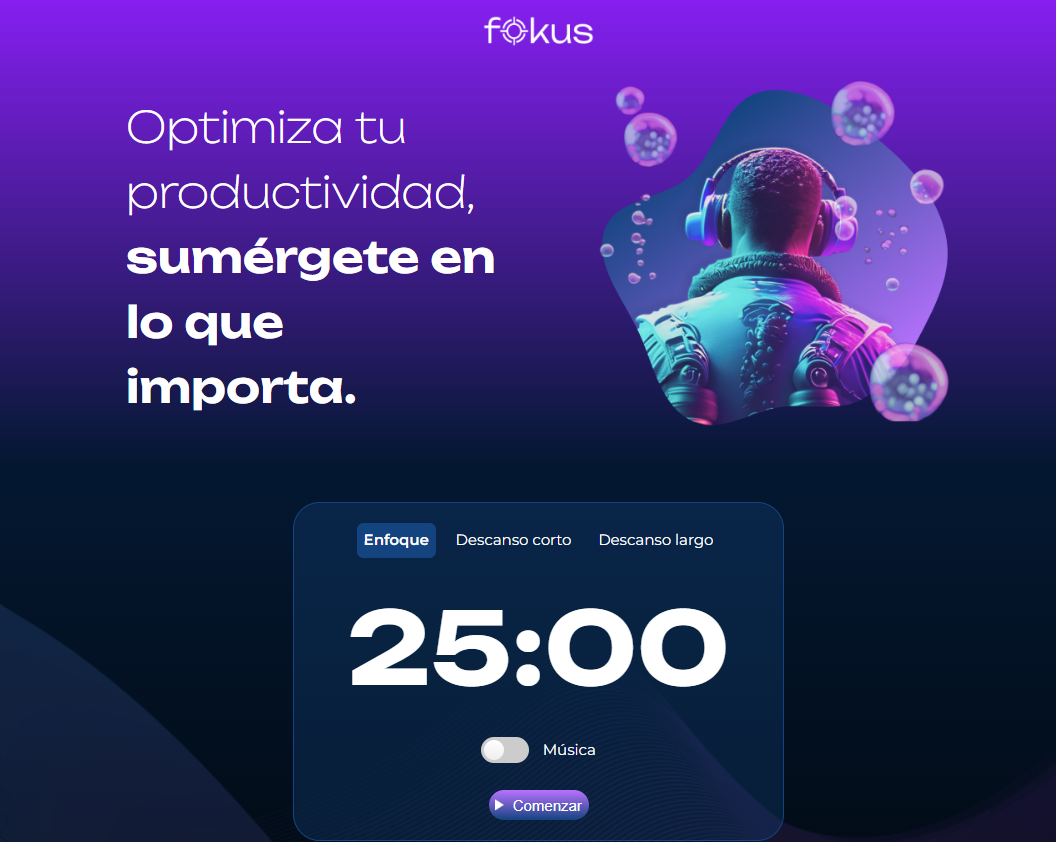 fokus
Optimiza tu
productividad,
sumérgete en
lo que
importa.
Enfoque Descanso corto Descanso largo
25:00
Música
Comenzar